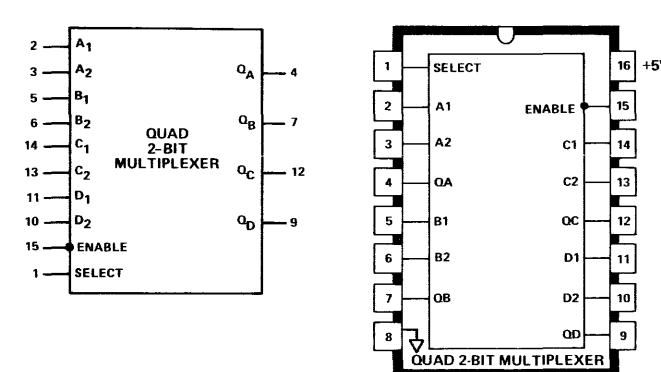 2 A1
3 A2
5 B1
6 B2
14 C1
13 C2
11 D1
10 D2
15 ENABLE
1 SELECT
QUAD
2-BIT
MULTIPLEXER
QA 4
QB 7
QC 12
QD 9
1 SELECT
2 A1
3 A2
4 QA
5 B1
6 B2
7 QB
8
16 +5V
ENABLE 15
C1 14
C2 13
QC 12
D1 11
D2 10
QD 9
QUAD 2-BIT MULTIPLEXER